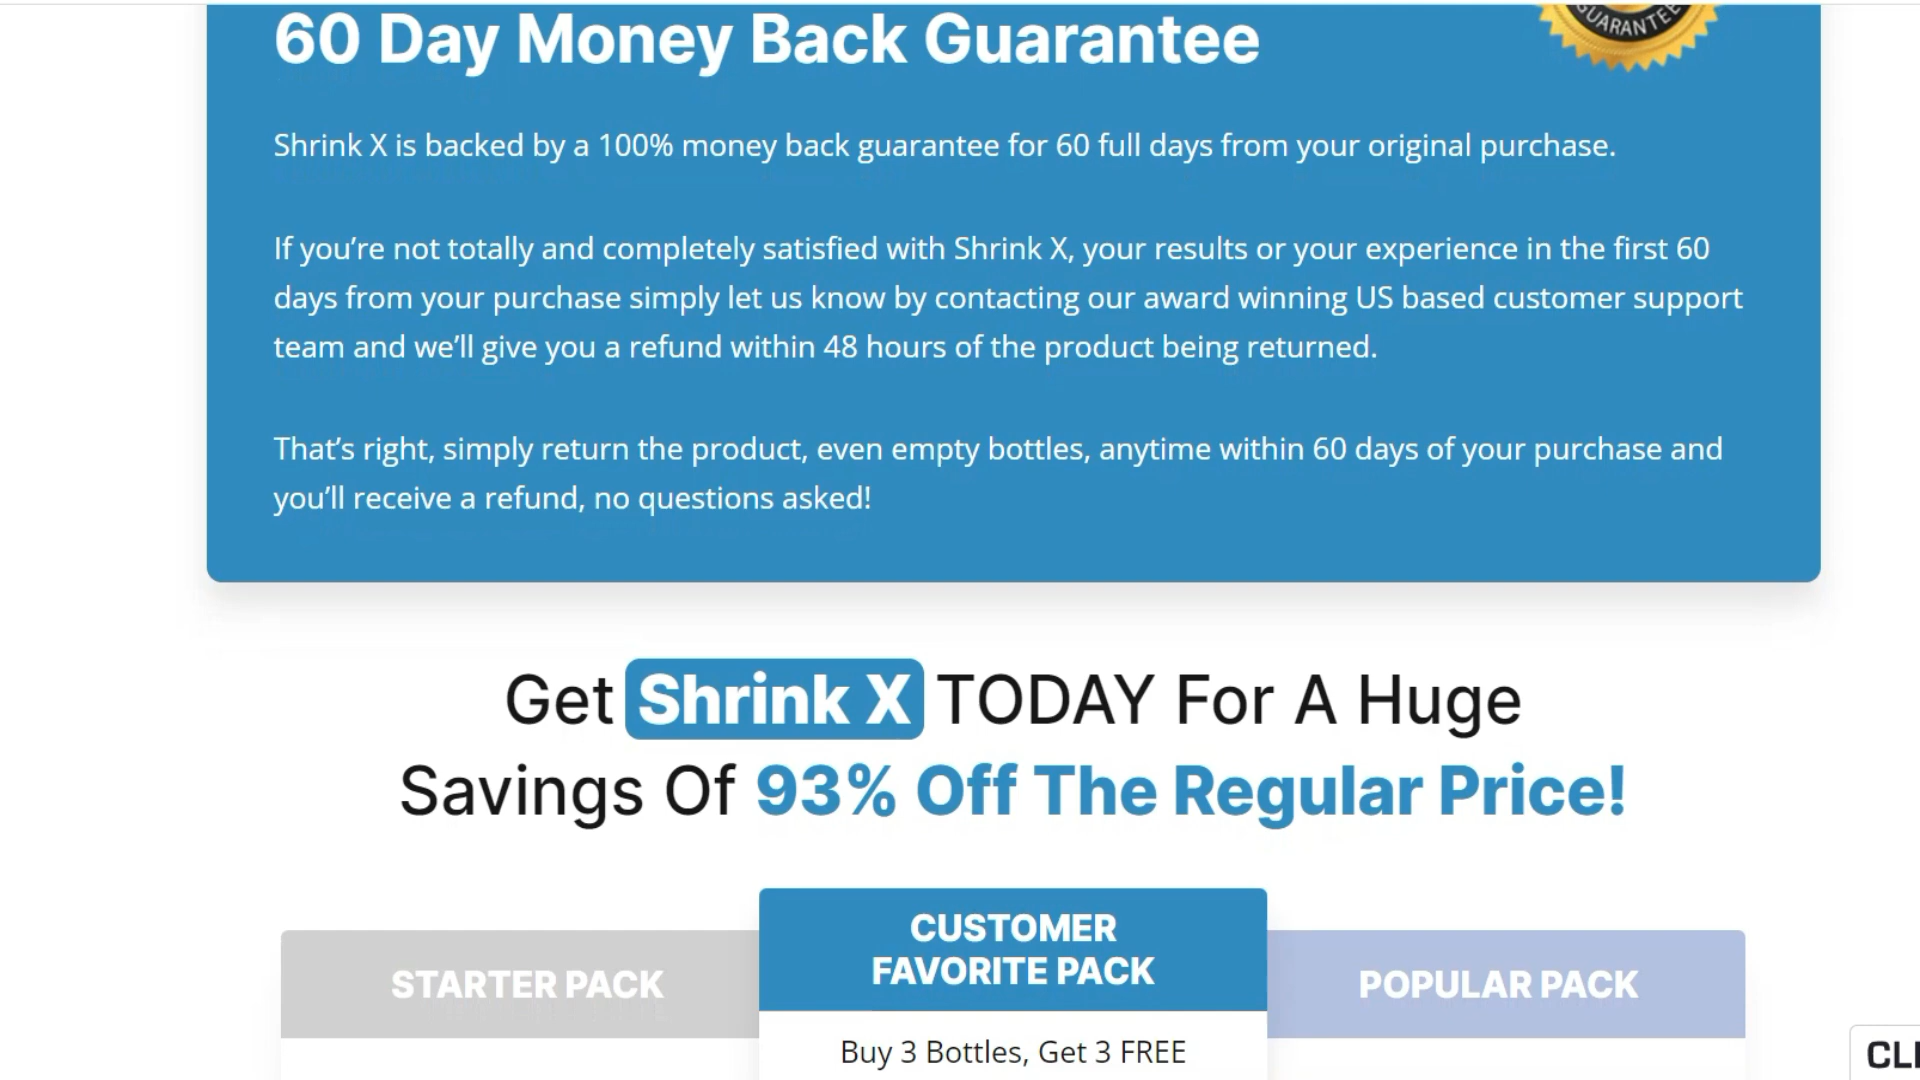 GUARANTEE
60 Day Money Back Guarantee
Shrink X is backed by a 100% money back guarantee for 60 full days from your original purchase.
If you’re not totally and completely satisfied with Shrink X, your results or your experience in the first 60
days from your purchase simply let us know by contacting our award winning US based customer support
team and we’ll give you a refund within 48 hours of the product being returned.
That’s right, simply return the product, even empty bottles, anytime within 60 days of your purchase and
you’ll receive a refund, no questions asked!
Get Shrink X TODAY For A Huge
Savings Of 93% Off The Regular Price!
STARTER PACK
CUSTOMER
FAVORITE PACK
POPULAR PACK
Buy 3 Bottles, Get 3 FREE